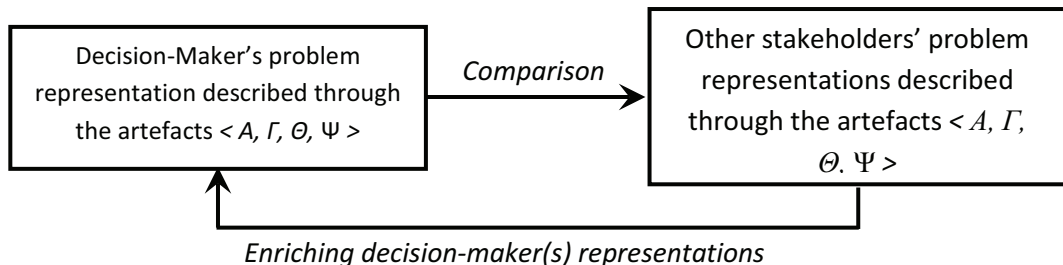 Decision-Maker’s problem
representation described through
the artefacts < A, Γ, Θ, Ψ >
Comparison
Other stakeholders’ problem
representations described
through the artefacts < A, Γ,
Θ. Ψ >
Enriching decision-maker(s) representations